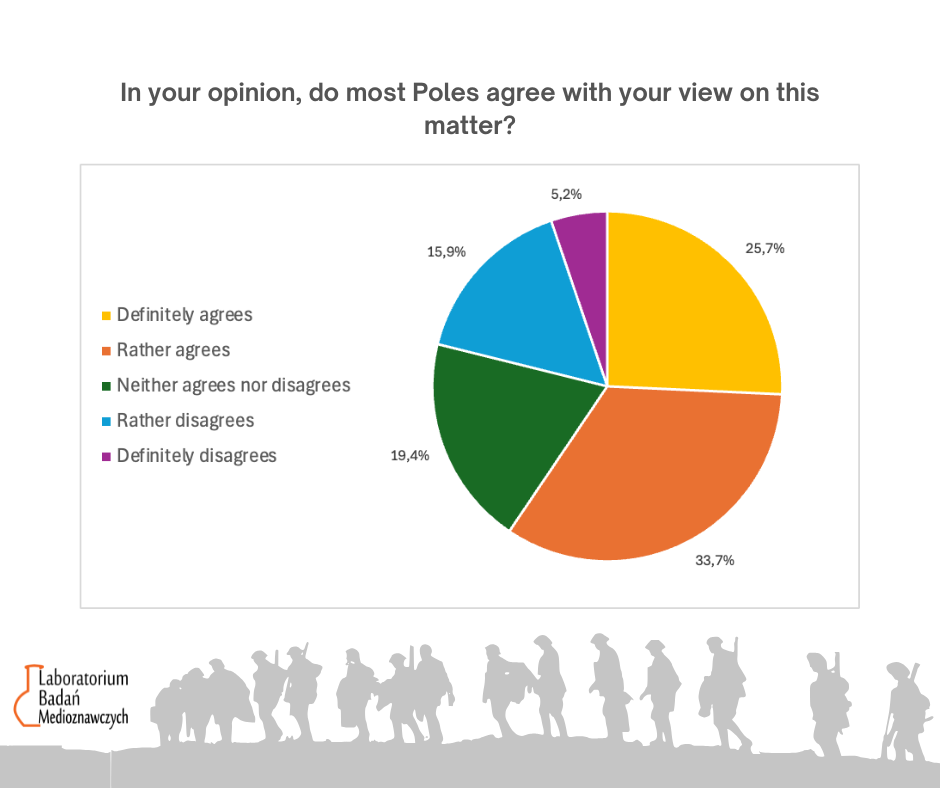 In your opinion, do most Poles agree with your view on this
matter?
5,2%
15,9%
25,7%
Definitely agrees
Rather agrees
Neither agrees nor disagrees
Rather disagrees
Definitely disagrees
19,4%
33,7%
Laboratorium
Badań
Medioznawczych